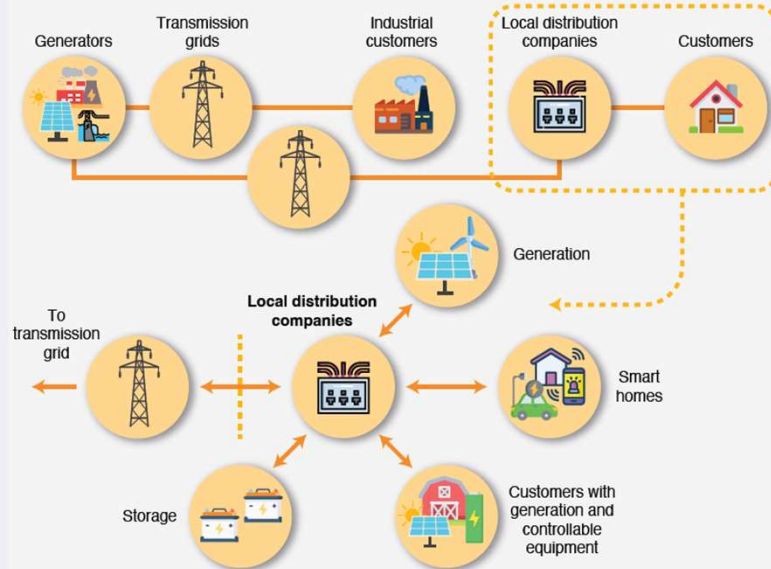 Generators
Transmission
grids
Industrial
customers
Local distribution
companies
Customers
Generation
Local distribution
companies
To
transmission
grid
Smart
homes
Storage
Customers with
generation and
controllable
equipment